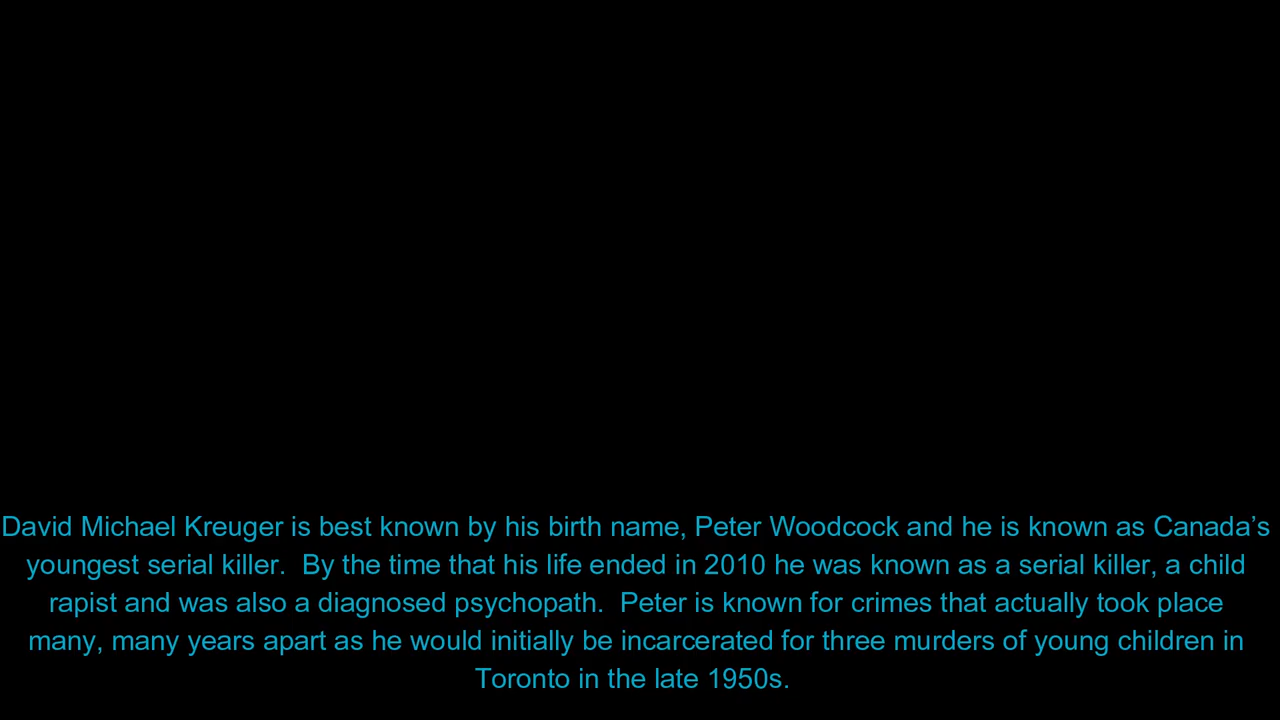 David Michael Kreuger is best known by his birth name, Peter Woodcock and he is known as Canada’s
youngest serial killer.  By the time that his life ended in 2010 he was known as a serial killer, a child
rapist and was also a diagnosed psychopath.  Peter is known for crimes that actually took place
many, many years apart as he would initially be incarcerated for three murders of young children in
Toronto in the late 1950s.